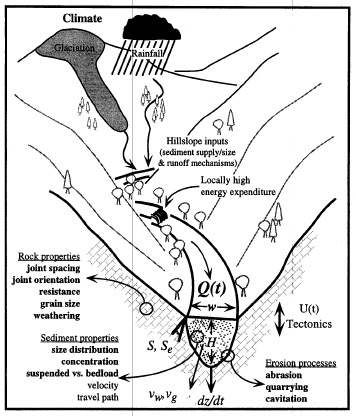 Climate
Glaciation
Rainfall
Hillslope inputs
(sediment supply/size
& runoff mechanisms)
Locally high
energy expenditure
Rock properties
joint spacing
joint orientation
resistance
grain size
weathering
Q(t)
w
U(t)
Tectonics
Sediment properties
size distribution
concentration
suspended vs. bedload
velocity
travel path
S, Se
H
Erosion processes
abrasion
quarrying
cavitation
vw,vg
dz/dt